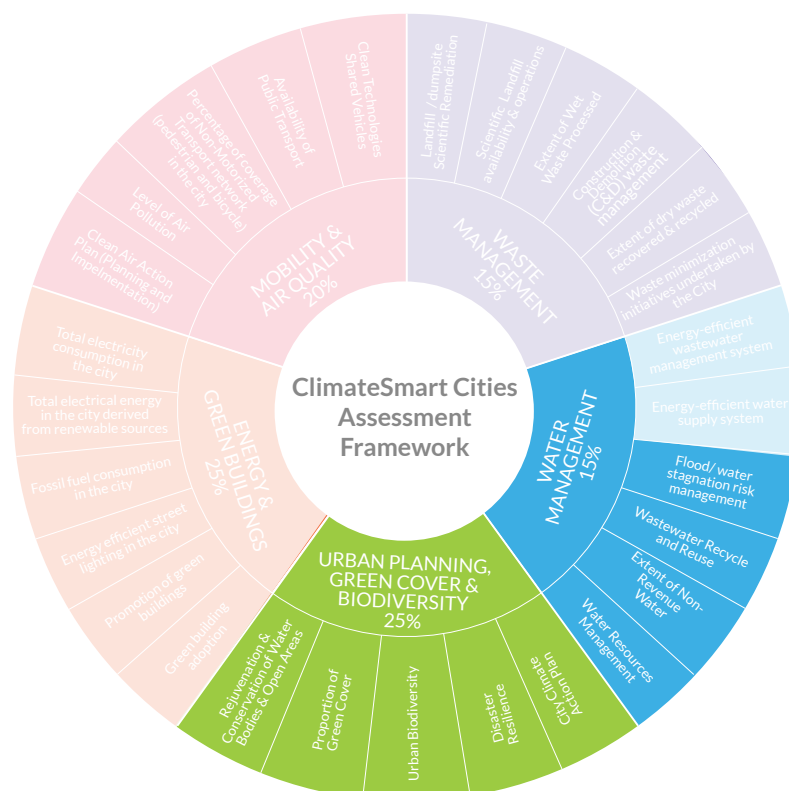 ClimateSmart Cities
Assessment
Framework
WASTE
MANAGEMENT
15%
Landfill / dumpsite
Scientific Remediation
Scientific Landfill
availability & operations
Extent of Wet
Waste Processed
Construction &
Demolition
(C&D) waste
management
Extent of dry waste
recovered & recycled
Waste minimization
initiatives undertaken by
the City
WATER
MANAGEMENT
15%
Energy-efficient
wastewater
management system
Energy-efficient water
supply system
Flood/ water
stagnation risk
management
Wastewater Recycle
and Reuse
Extent of Non-
Revenue
Water
Water Resources
Management
URBAN PLANNING,
GREEN COVER &
BIODIVERSITY
25%
City Climate
Action Plan
Disaster
Resilience
Urban Biodiversity
Proportion of
Green Cover
Rejuvenation &
Conservation of Water
Bodies & Open Areas
ENERGY &
GREEN BUILDINGS
25%
Green building
adoption
Promotion of green
buildings
Energy efficient street
lighting in the city
Fossil fuel consumption
in the city
Total electrical energy
in the city derived
from renewable sources
Total electricity
consumption in
the city
MOBILITY &
AIR QUALITY
20%
Clean Air Action
Plan (Planning and
Impelmentation)
Level of Air
Pollution
Percentage of coverage
of Non-Motorized
Transport network
(pedestrian and bicycle)
in the city
Availability of
Public Transport
Clean Technologies
Shared Vehicles